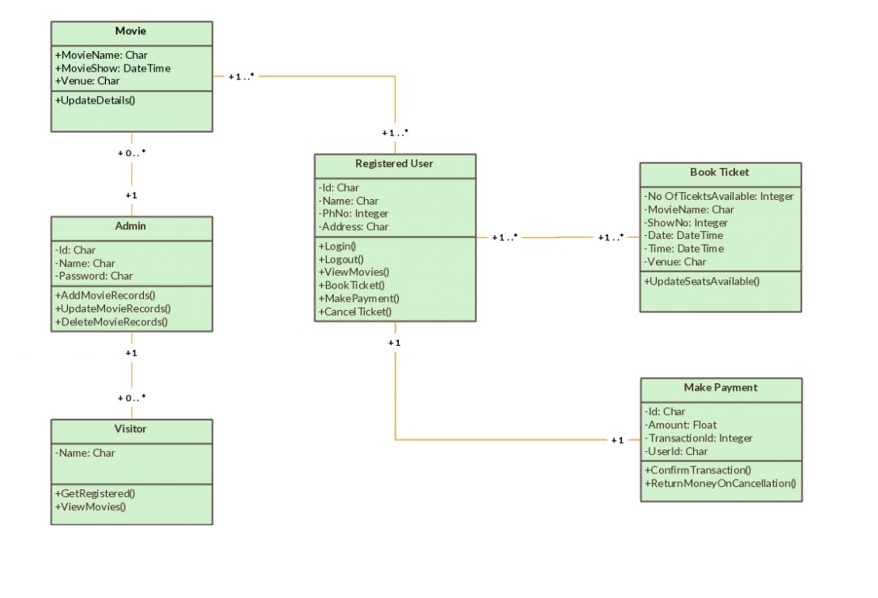 Movie
+MovieName: Char
+MovieShow: DateTime
+Venue: Char
+UpdateDetails()
+1..*
+1..*
+0..*
+1
Admin
-Id: Char
-Name: Char
-Password: Char
+AddMovieRecords()
+UpdateMovieRecords()
+DeleteMovieRecords()
+1
+0..*
Visitor
-Name: Char
+GetRegistered()
+ViewMovies()
Registered User
-Id: Char
-Name: Char
-PhNo: Integer
-Address: Char
+Login()
+Logout()
+ViewMovies()
+BookTicket()
+MakePayment()
+CancelTicket()
+1..*
+1..*
+1
+1
Book Ticket
-No OfTicektsAvailable: Integer
-MovieName: Char
-ShowNo: Integer
-Date: DateTime
-Time: DateTime
-Venue: Char
+UpdateSeatsAvailable()
Make Payment
-Id: Char
-Amount: Float
-TransactionId: Integer
-UserId: Char
+ConfirmTransaction()
+ReturnMoneyOnCancellation()